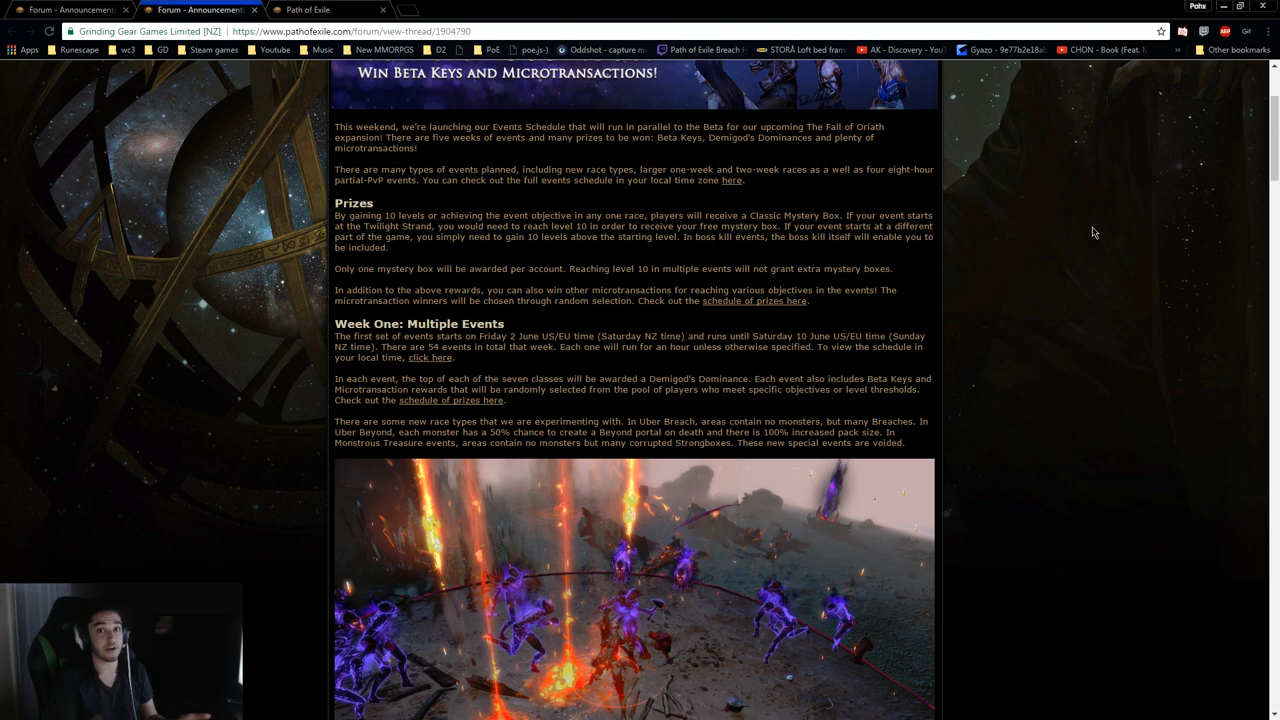 Forum - Announcements
Forum - Announcements
Path of Exile
Pohx
Grinding Gear Games Limited [NZ]
https://www.pathofexile.com/forum/view-thread/1904790
Apps
Runescape
wc3
GD
Steam games
Youtube
Music
New MMORPGS
D2
PoE
poe.js-)
Oddshot - capture m
Path of Exile Breach
STORÅ Loft bed fram
AK - Discovery - You
Gyazo - 9e77b2e18a
CHON - Book (Feat.
»
Other bookmarks
Win Beta Keys and Microtransactions!
This weekend, we're launching our Events Schedule that will run in parallel to the Beta for our upcoming The Fall of Oriath
expansion! There are five weeks of events and many prizes to be won: Beta Keys, Demigod's Dominances and plenty of
microtransactions!
There are many types of events planned, including new race types, larger one-week and two-week races as a well as four eight-hour
partial-PvP events. You can check out the full events schedule in your local time zone here.
Prizes
By gaining 10 levels or achieving the event objective in any one race, players will receive a Classic Mystery Box. If your event starts
at the Twilight Strand, you would need to reach level 10 in order to receive your free mystery box. If your event starts at a different
part of the game, you simply need to gain 10 levels above the starting level. In boss kill events, the boss kill itself will enable you to
be included.
Only one mystery box will be awarded per account. Reaching level 10 in multiple events will not grant extra mystery boxes.
In addition to the above rewards, you can also win other microtransactions for reaching various objectives in the events! The
microtransaction winners will be chosen through random selection. Check out the schedule of prizes here.
Week One: Multiple Events
The first set of events starts on Friday 2 June US/EU time (Saturday NZ time) and runs until Saturday 10 June US/EU time (Sunday
NZ time). There are 54 events in total that week. Each one will run for an hour unless otherwise specified. To view the schedule in
your local time, click here.
In each event, the top of each of the seven classes will be awarded a Demigod's Dominance. Each event also includes Beta Keys and
Microtransaction rewards that will be randomly selected from the pool of players who meet specific objectives or level thresholds.
Check out the schedule of prizes here.
There are some new race types that we are experimenting with. In Uber Breach, areas contain no monsters, but many Breaches. In
Uber Beyond, each monster has a 50% chance to create a Beyond portal on death and there is 100% increased pack size. In
Monstrous Treasure events, areas contain no monsters but many corrupted Strongboxes. These new special events are voided.